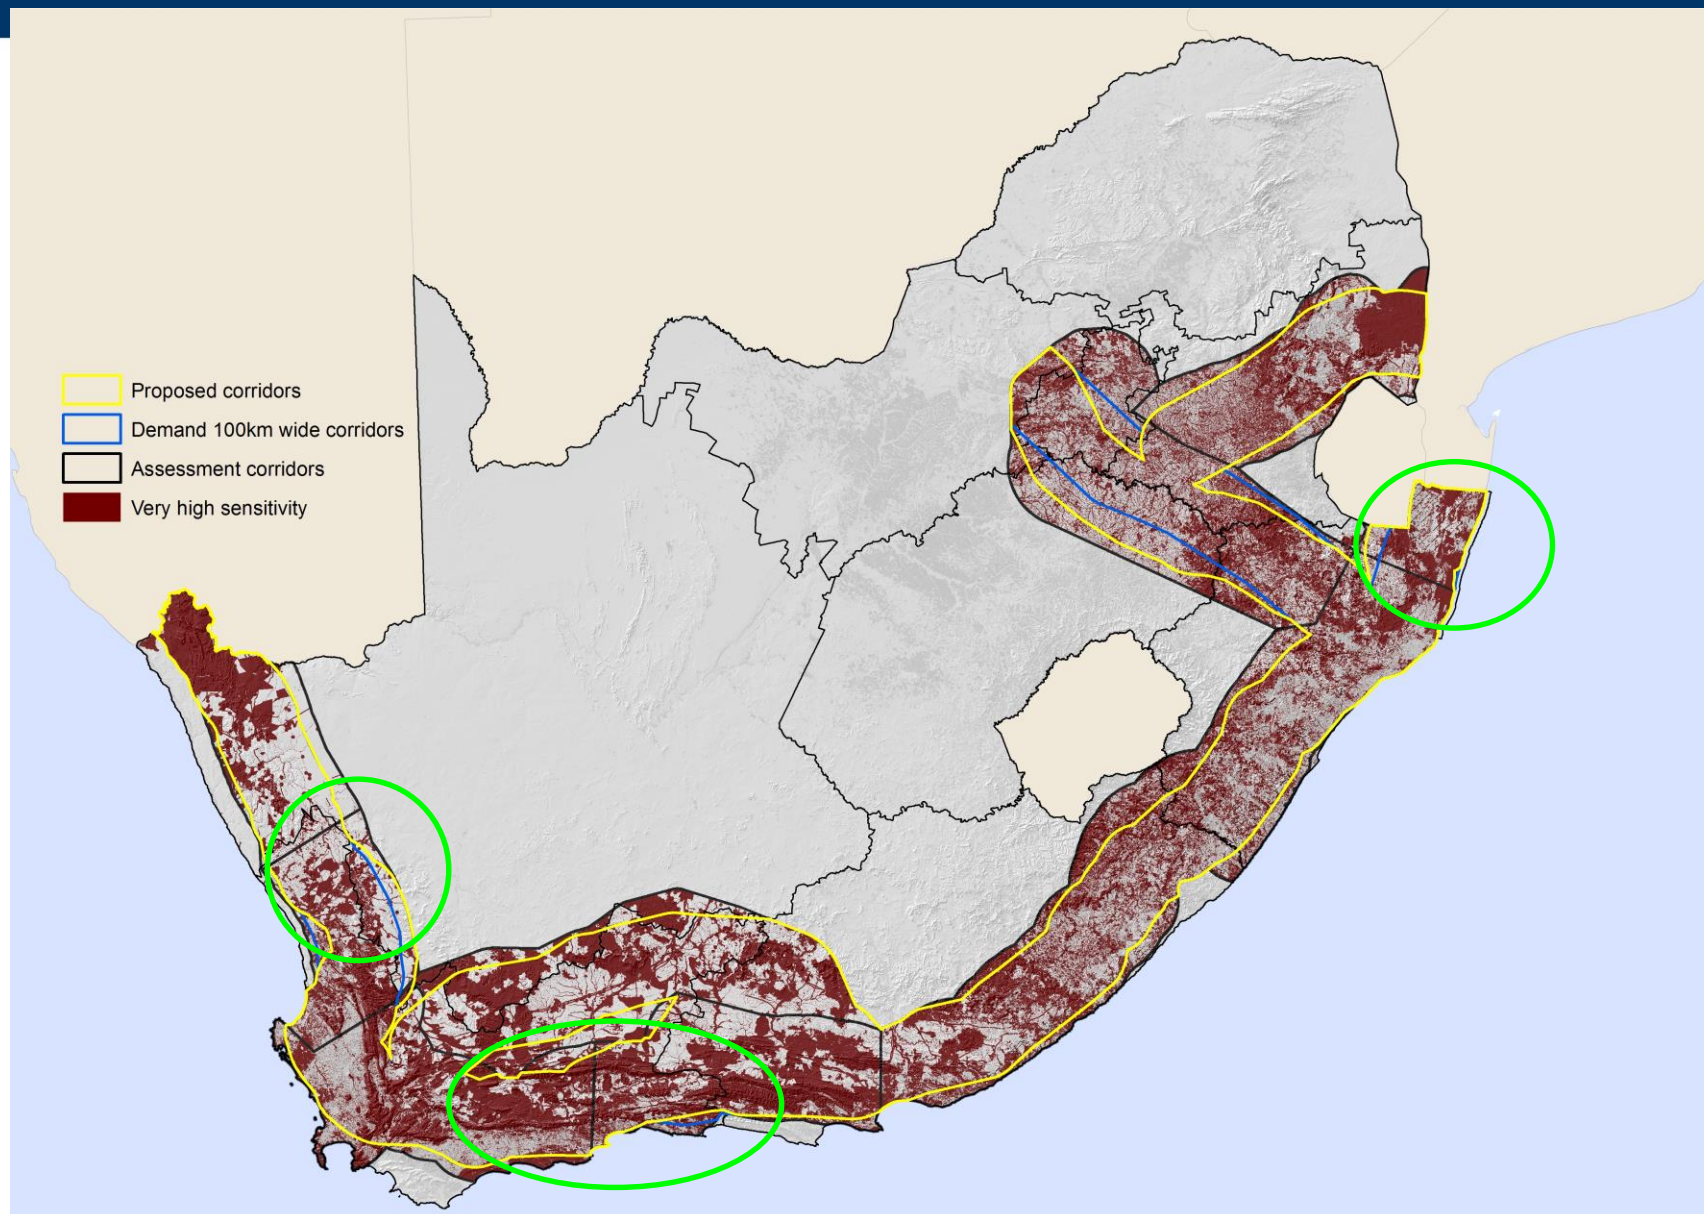 Proposed corridors
Demand 100km wide corridors
Assessment corridors
Very high sensitivity